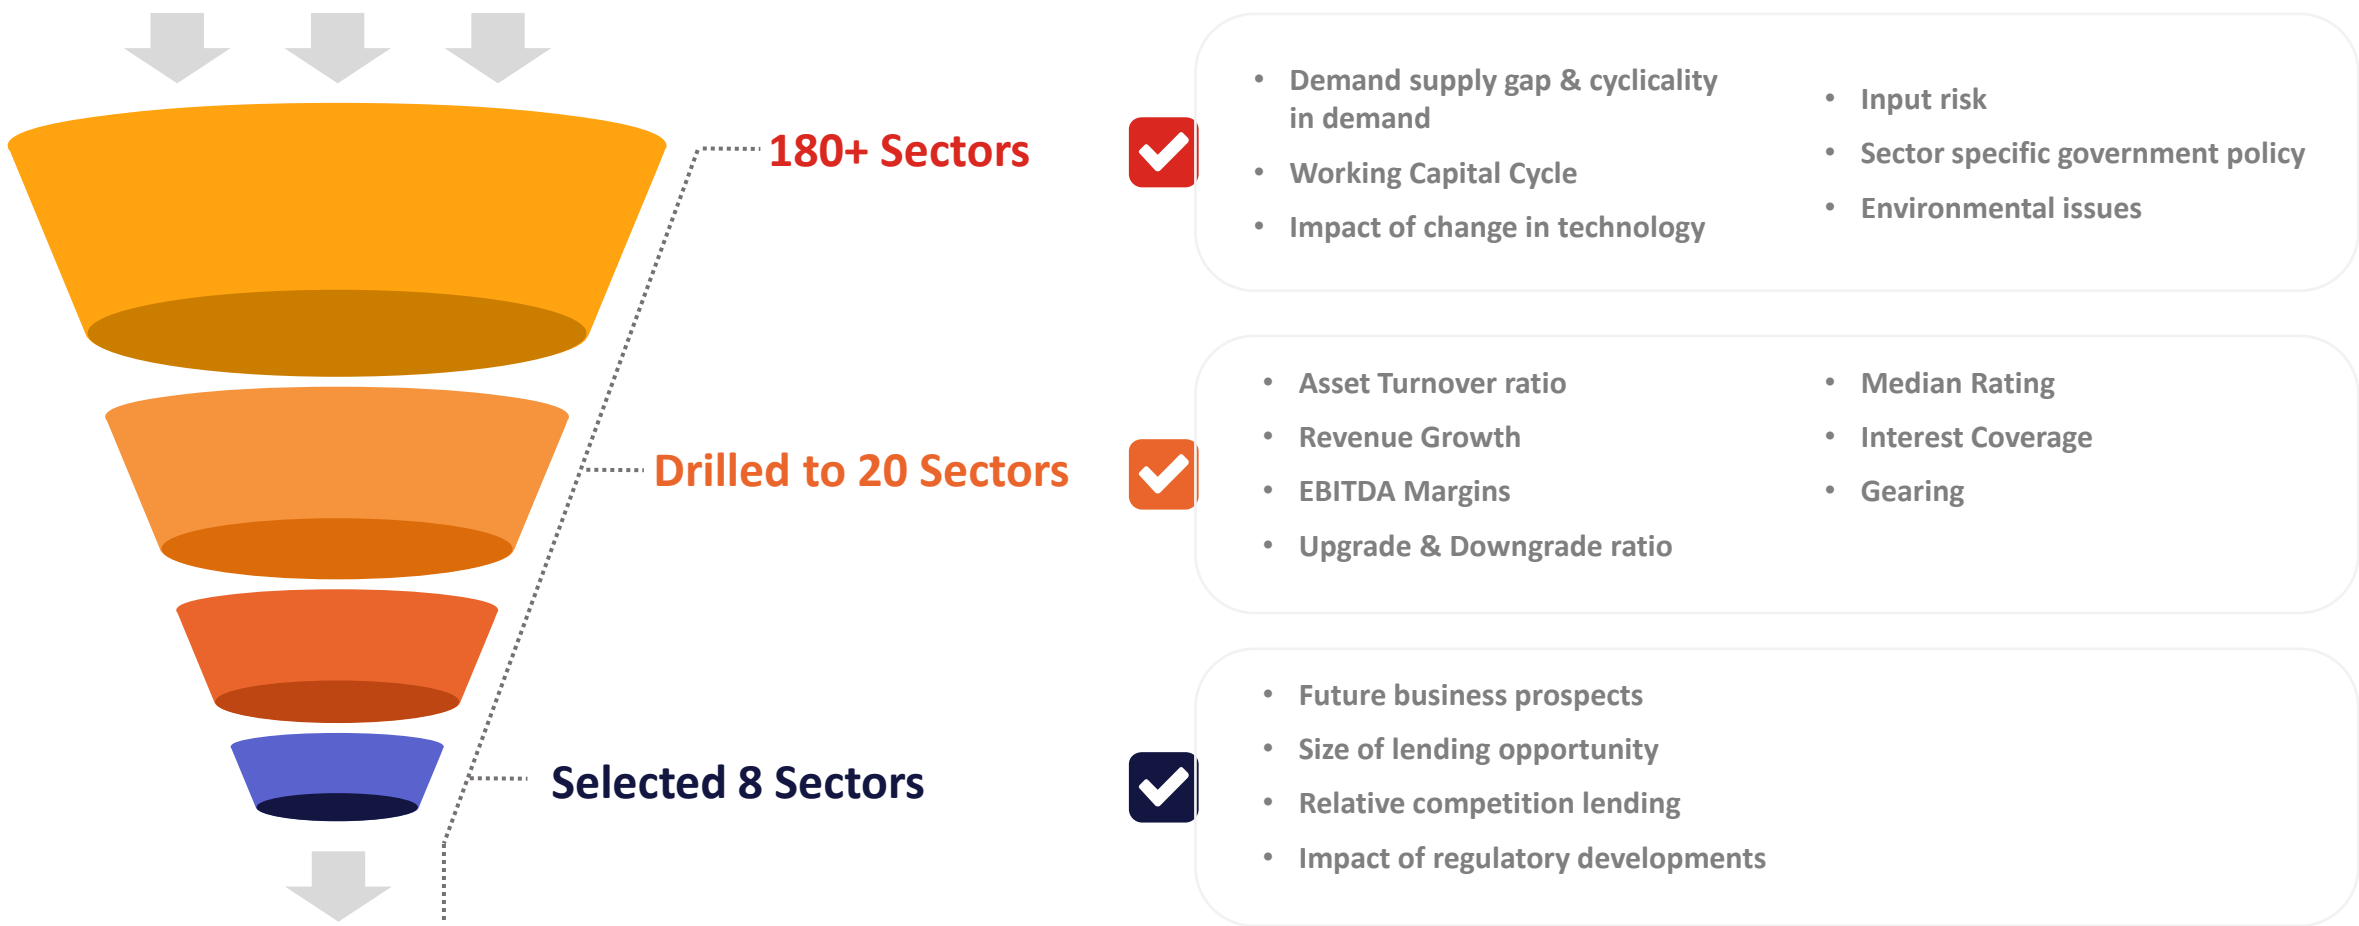 180+ Sectors
• Demand supply gap & cyclicality
in demand
• Working Capital Cycle
• Impact of change in technology
• Input risk
• Sector specific government policy
• Environmental issues
Drilled to 20 Sectors
• Asset Turnover ratio
• Revenue Growth
• EBITDA Margins
• Upgrade & Downgrade ratio
• Median Rating
• Interest Coverage
• Gearing
Selected 8 Sectors
• Future business prospects
• Size of lending opportunity
• Relative competition lending
• Impact of regulatory developments